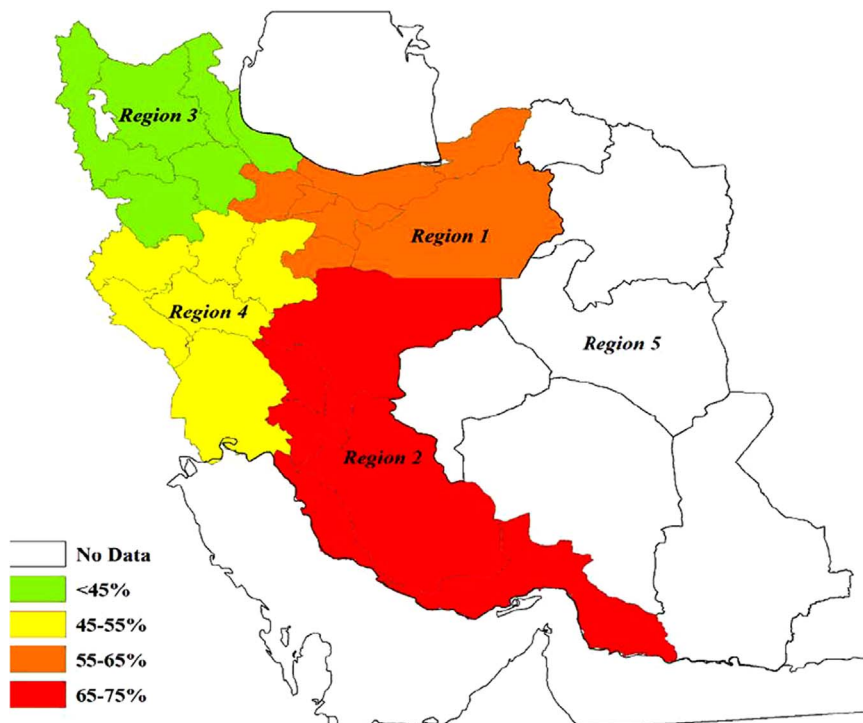 Region 3
Region 1
Region 4
Region 5
Region 2
No Data
<45%
45-55%
55-65%
65-75%